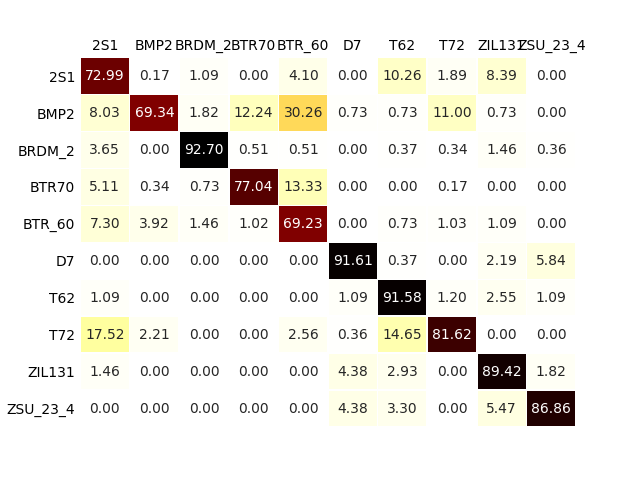 2S1 BMP2 BRDM_2 BTR70 BTR_60 D7 T62 T72 ZIL131 ZSU_23_4
2S1 72.99 0.17 1.09 0.00 4.10 0.00 10.26 1.89 8.39 0.00
BMP2 8.03 69.34 1.82 12.24 30.26 0.73 0.73 11.00 0.73 0.00
BRDM_2 3.65 0.00 92.70 0.51 0.51 0.00 0.37 0.34 1.46 0.36
BTR70 5.11 0.34 0.73 77.04 13.33 0.00 0.00 0.17 0.00 0.00
BTR_60 7.30 3.92 1.46 1.02 69.23 0.00 0.73 1.03 1.09 0.00
D7 0.00 0.00 0.00 0.00 0.00 91.61 0.37 0.00 2.19 5.84
T62 1.09 0.00 0.00 0.00 0.00 1.09 91.58 1.20 2.55 1.09
T72 17.52 2.21 0.00 0.00 2.56 0.36 14.65 81.62 0.00 0.00
ZIL131 1.46 0.00 0.00 0.00 0.00 4.38 2.93 0.00 89.42 1.82
ZSU_23_4 0.00 0.00 0.00 0.00 0.00 4.38 3.30 0.00 5.47 86.86